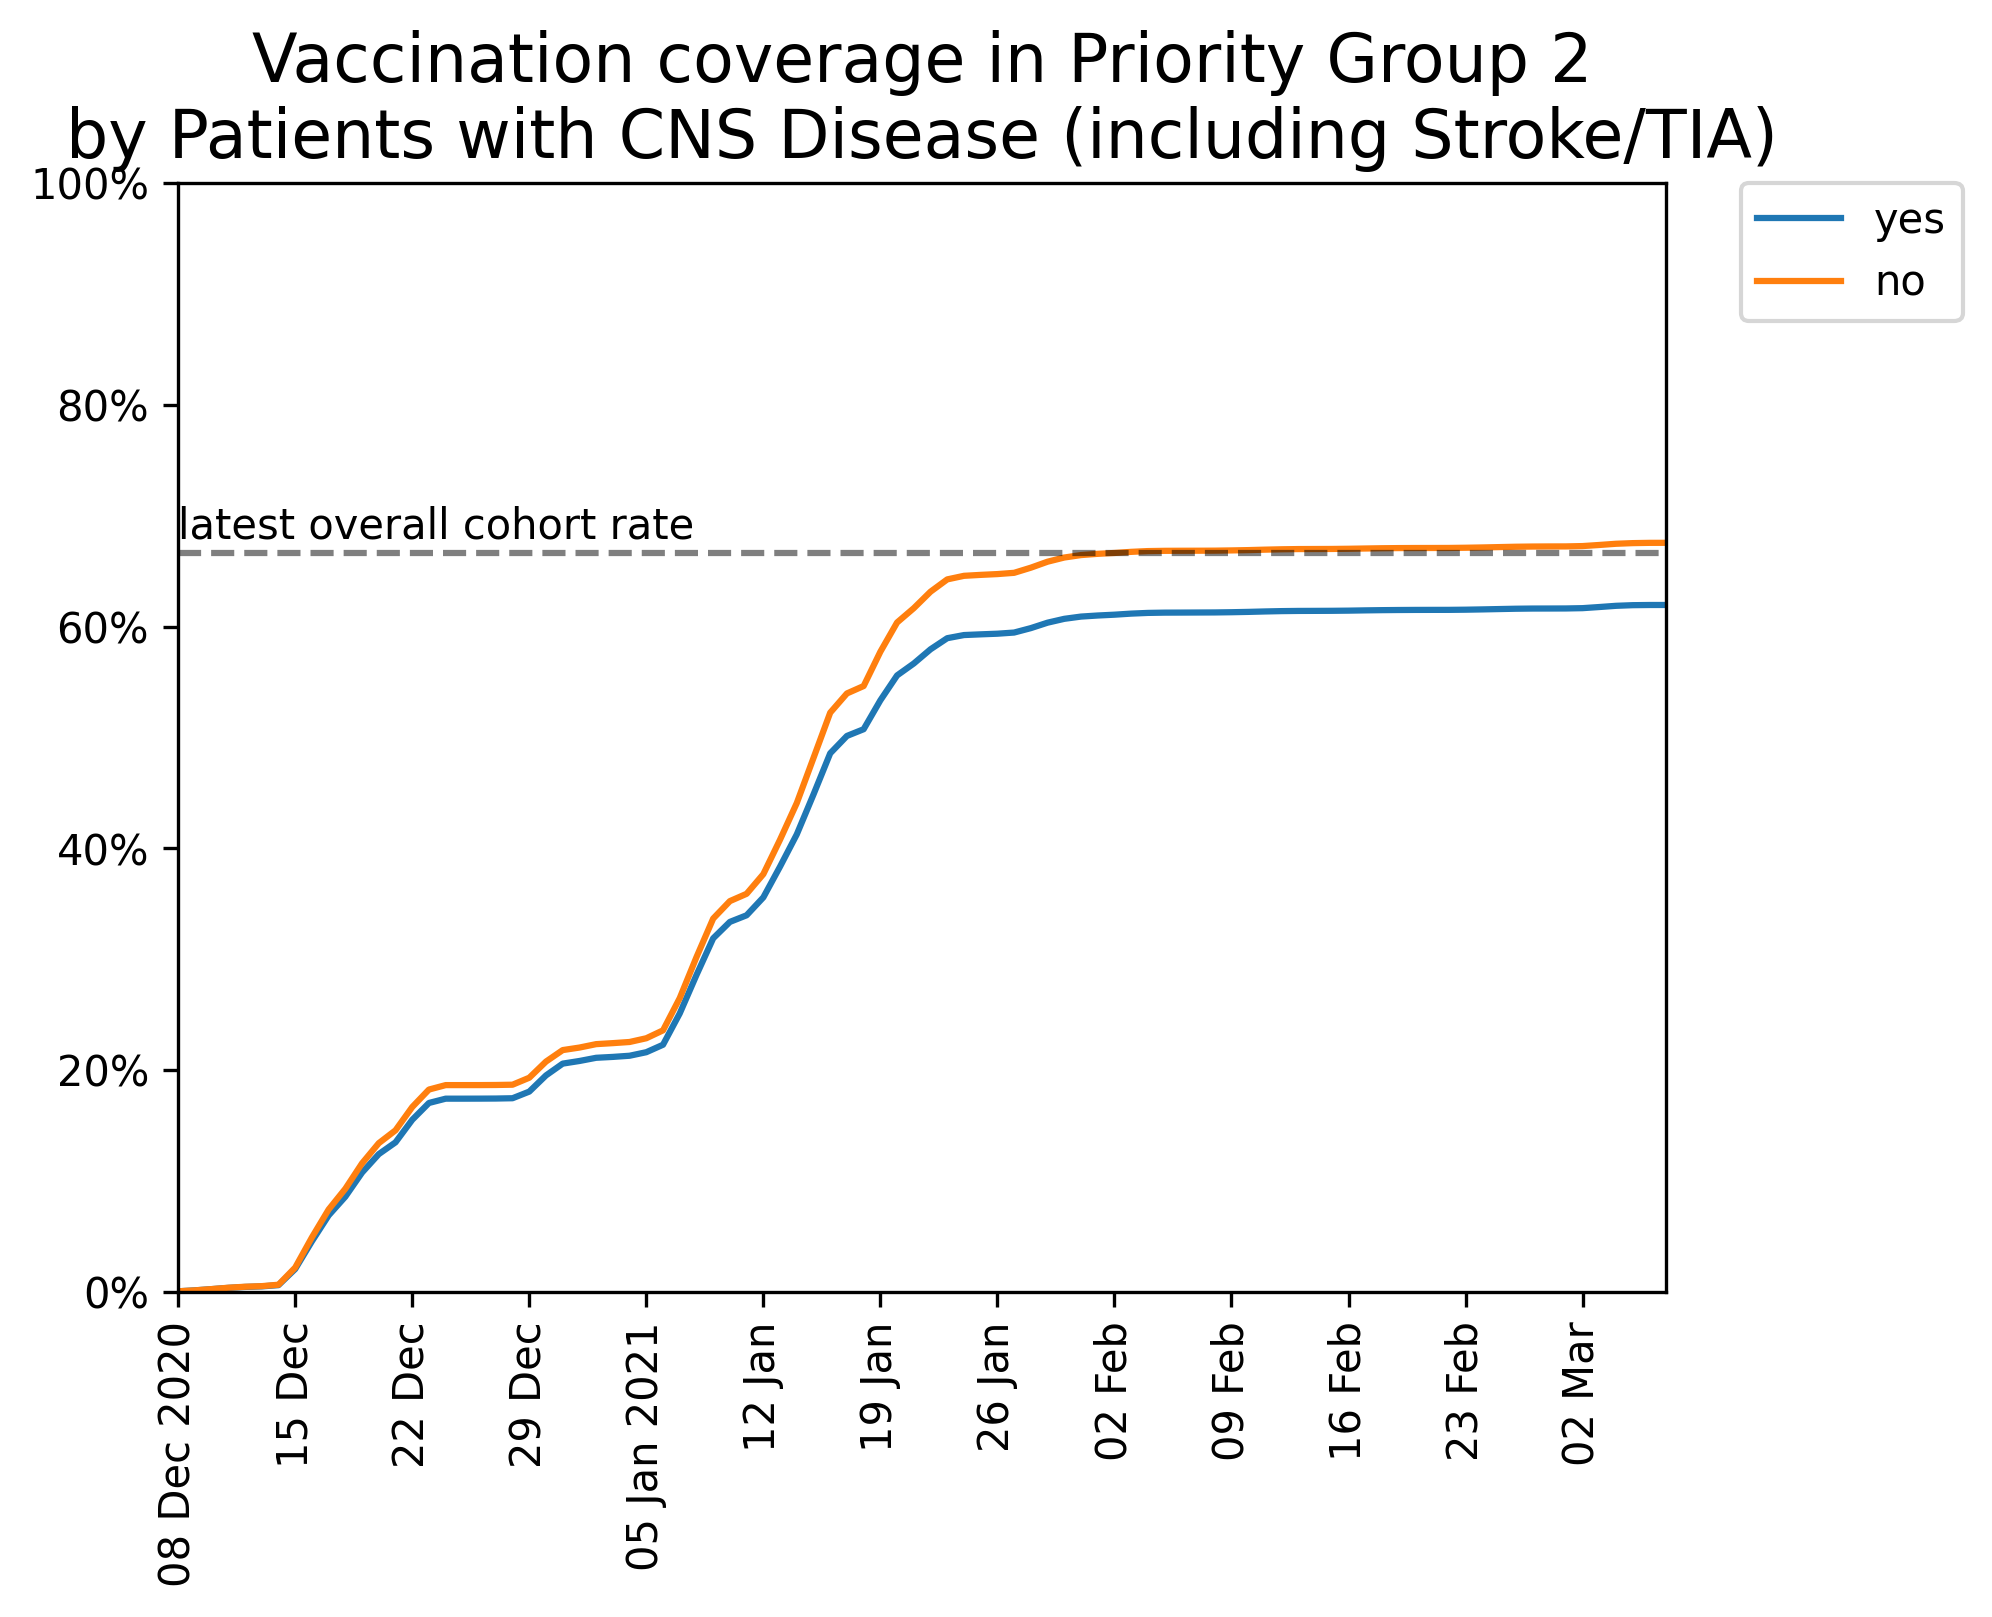 Vaccination coverage in Priority Group 2
by Patients with CNS Disease (including Stroke/TIA)
100%
80%
60%
40%
20%
0%
latest overall cohort rate
yes
no
08 Dec 2020
15 Dec
22 Dec
29 Dec
05 Jan 2021
12 Jan
19 Jan
26 Jan
02 Feb
09 Feb
16 Feb
23 Feb
02 Mar